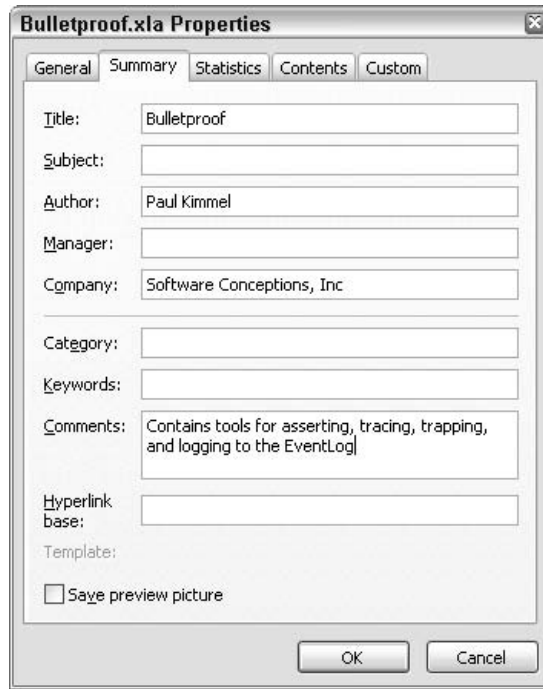 Bulletproof.xla Properties
General Summary Statistics Contents Custom
Title: Bulletproof
Subject:
Author: Paul Kimmel
Manager:
Company: Software Conceptions, Inc
Category:
Keywords:
Comments: Contains tools for asserting, tracing, trapping,
and logging to the EventLog
Hyperlink
base:
Template:
Save preview picture
OK Cancel